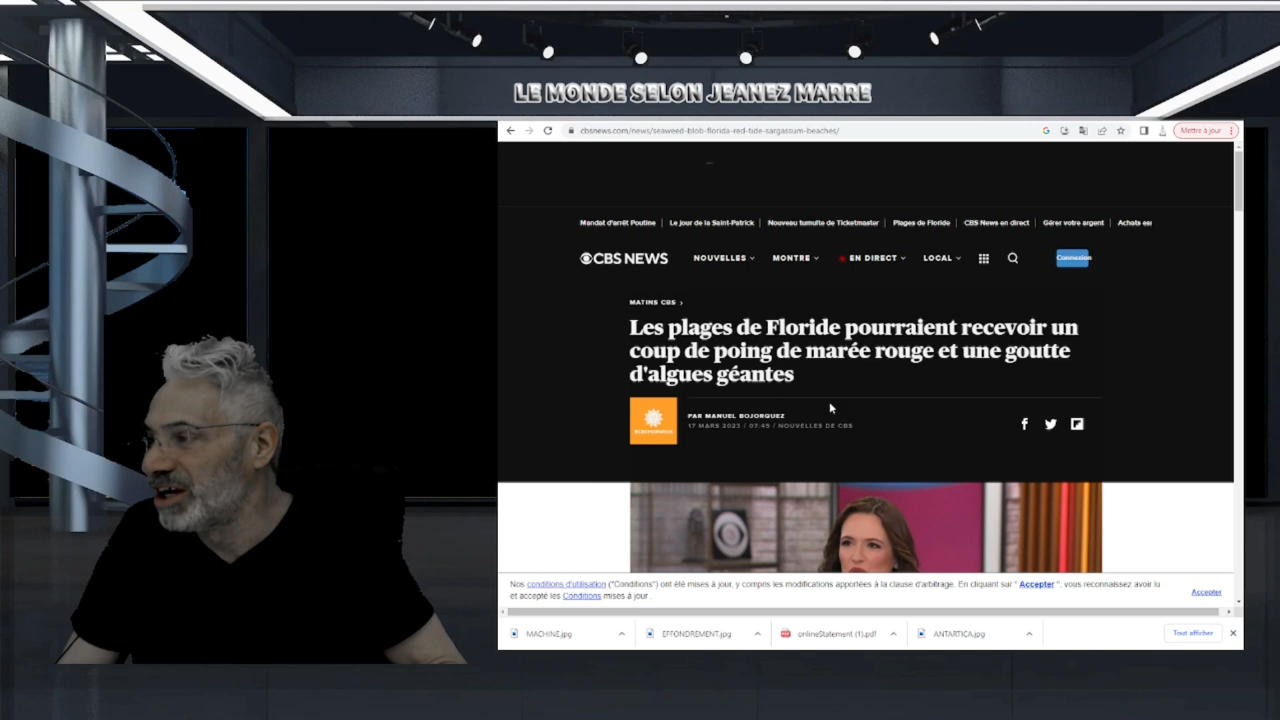 LE MONDE SELON JEANEZ MARRE
cbsnews.com/news/seaweed-blob-florida-red-tide-sargassum-beaches/
Mettre à jour
Mandat d'arrêt Poutine | Le jour de la Saint-Patrick | Nouveau tumulte de Ticketmaster | Plages de Floride | CBS News en direct | Gérer votre argent | Achats ess
CBS NEWS NOUVELLES MONTRE EN DIRECT LOCAL Connexion
MATINS CBS ›
Les plages de Floride pourraient recevoir un
coup de poing de marée rouge et une goutte
d'algues géantes
PAR MANUEL BOJORQUEZ
17 MARS 2023 / 07:45 / NOUVELLES DE CBS
Nos conditions d'utilisation ("Conditions") ont été mises à jour, y compris les modifications apportées à la clause d'arbitrage. En cliquant sur " Accepter ", vous reconnaissez avoir lu
et accepté les Conditions mises à jour .
Accepter
MACHINE.jpg
EFFONDREMENT.jpg
onlineStatement (1).pdf
ANTARTICA.jpg
Tout afficher